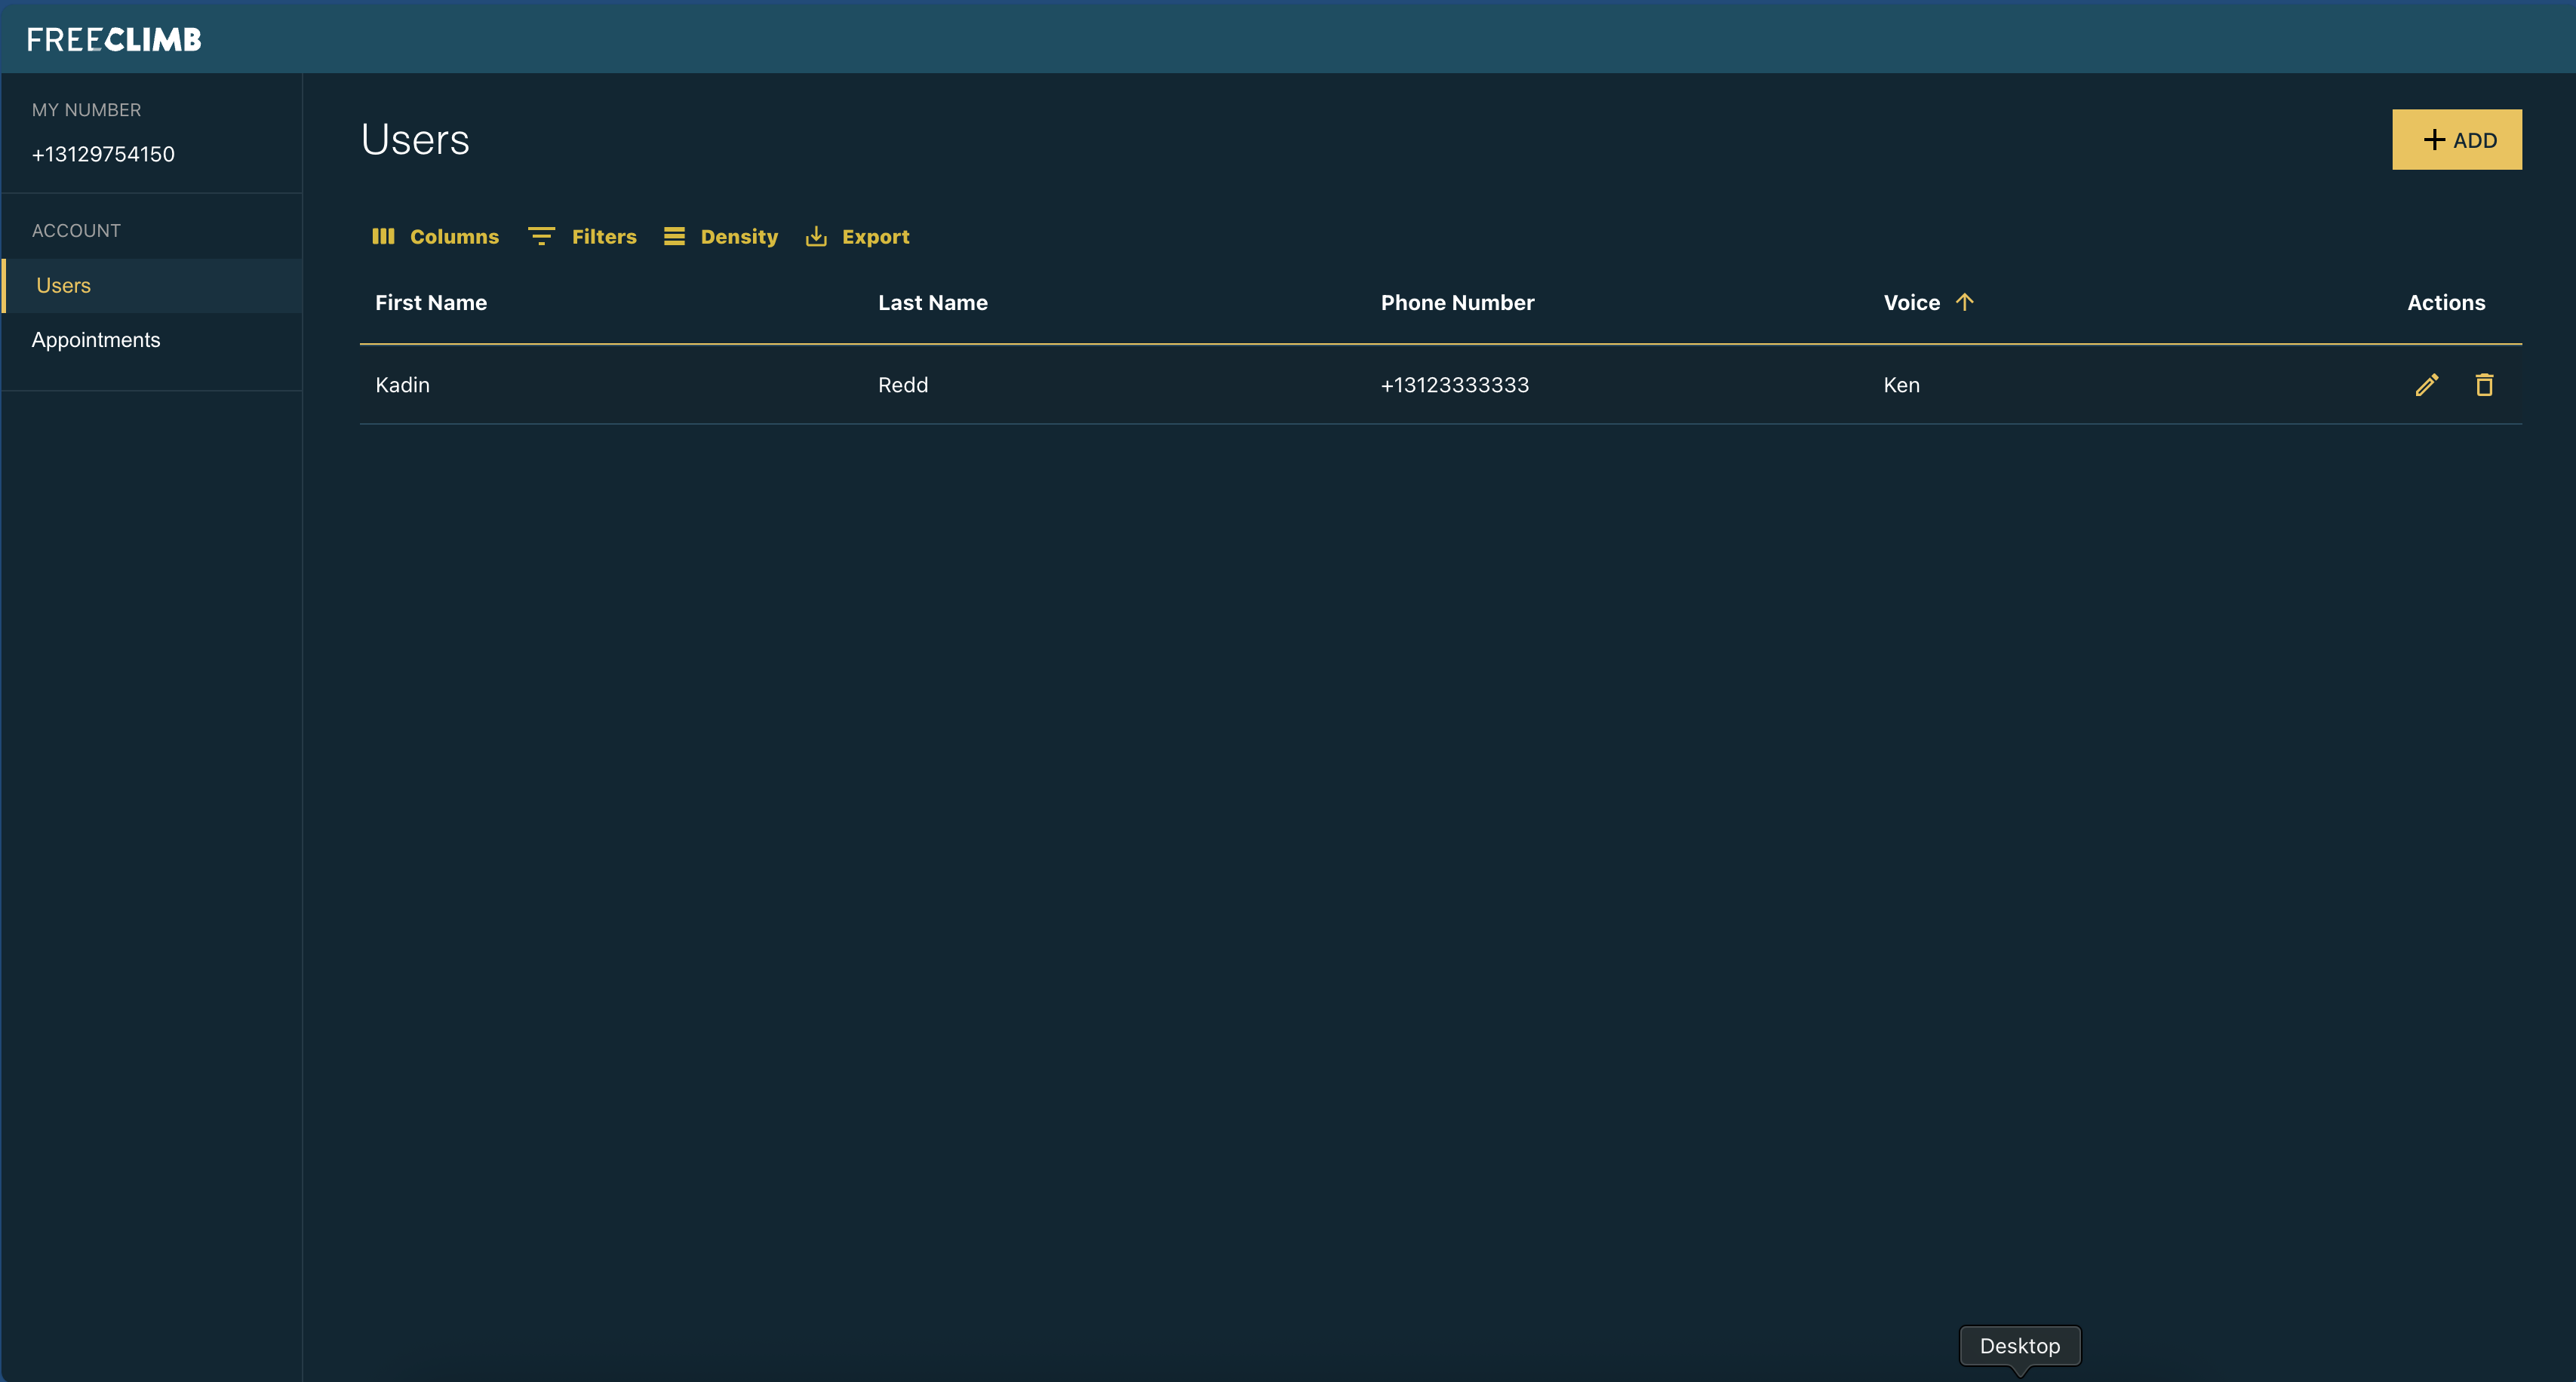 FREECLIMB
MY NUMBER
+13129754150
ACCOUNT
Users
Appointments
Users
ADD
Columns Filters Density Export
First Name Last Name Phone Number Voice Actions
Kadin Redd +13123333333 Ken
Desktop